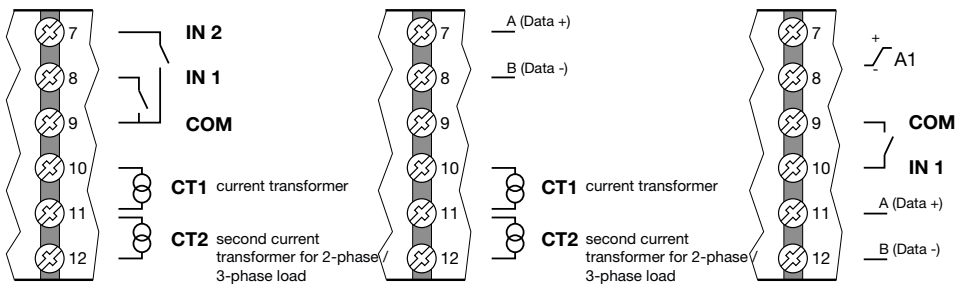 7
IN 2
8
IN 1
9
COM
10
CT1 current transformer
11
CT2 second current
transformer for 2-phase /
3-phase load
12
7
A (Data +)
8
B (Data -)
9
10
CT1 current transformer
11
CT2 second current
transformer for 2-phase /
3-phase load
12
7
+
A1
-
8
9
COM
10
IN 1
11
A (Data +)
12
B (Data -)